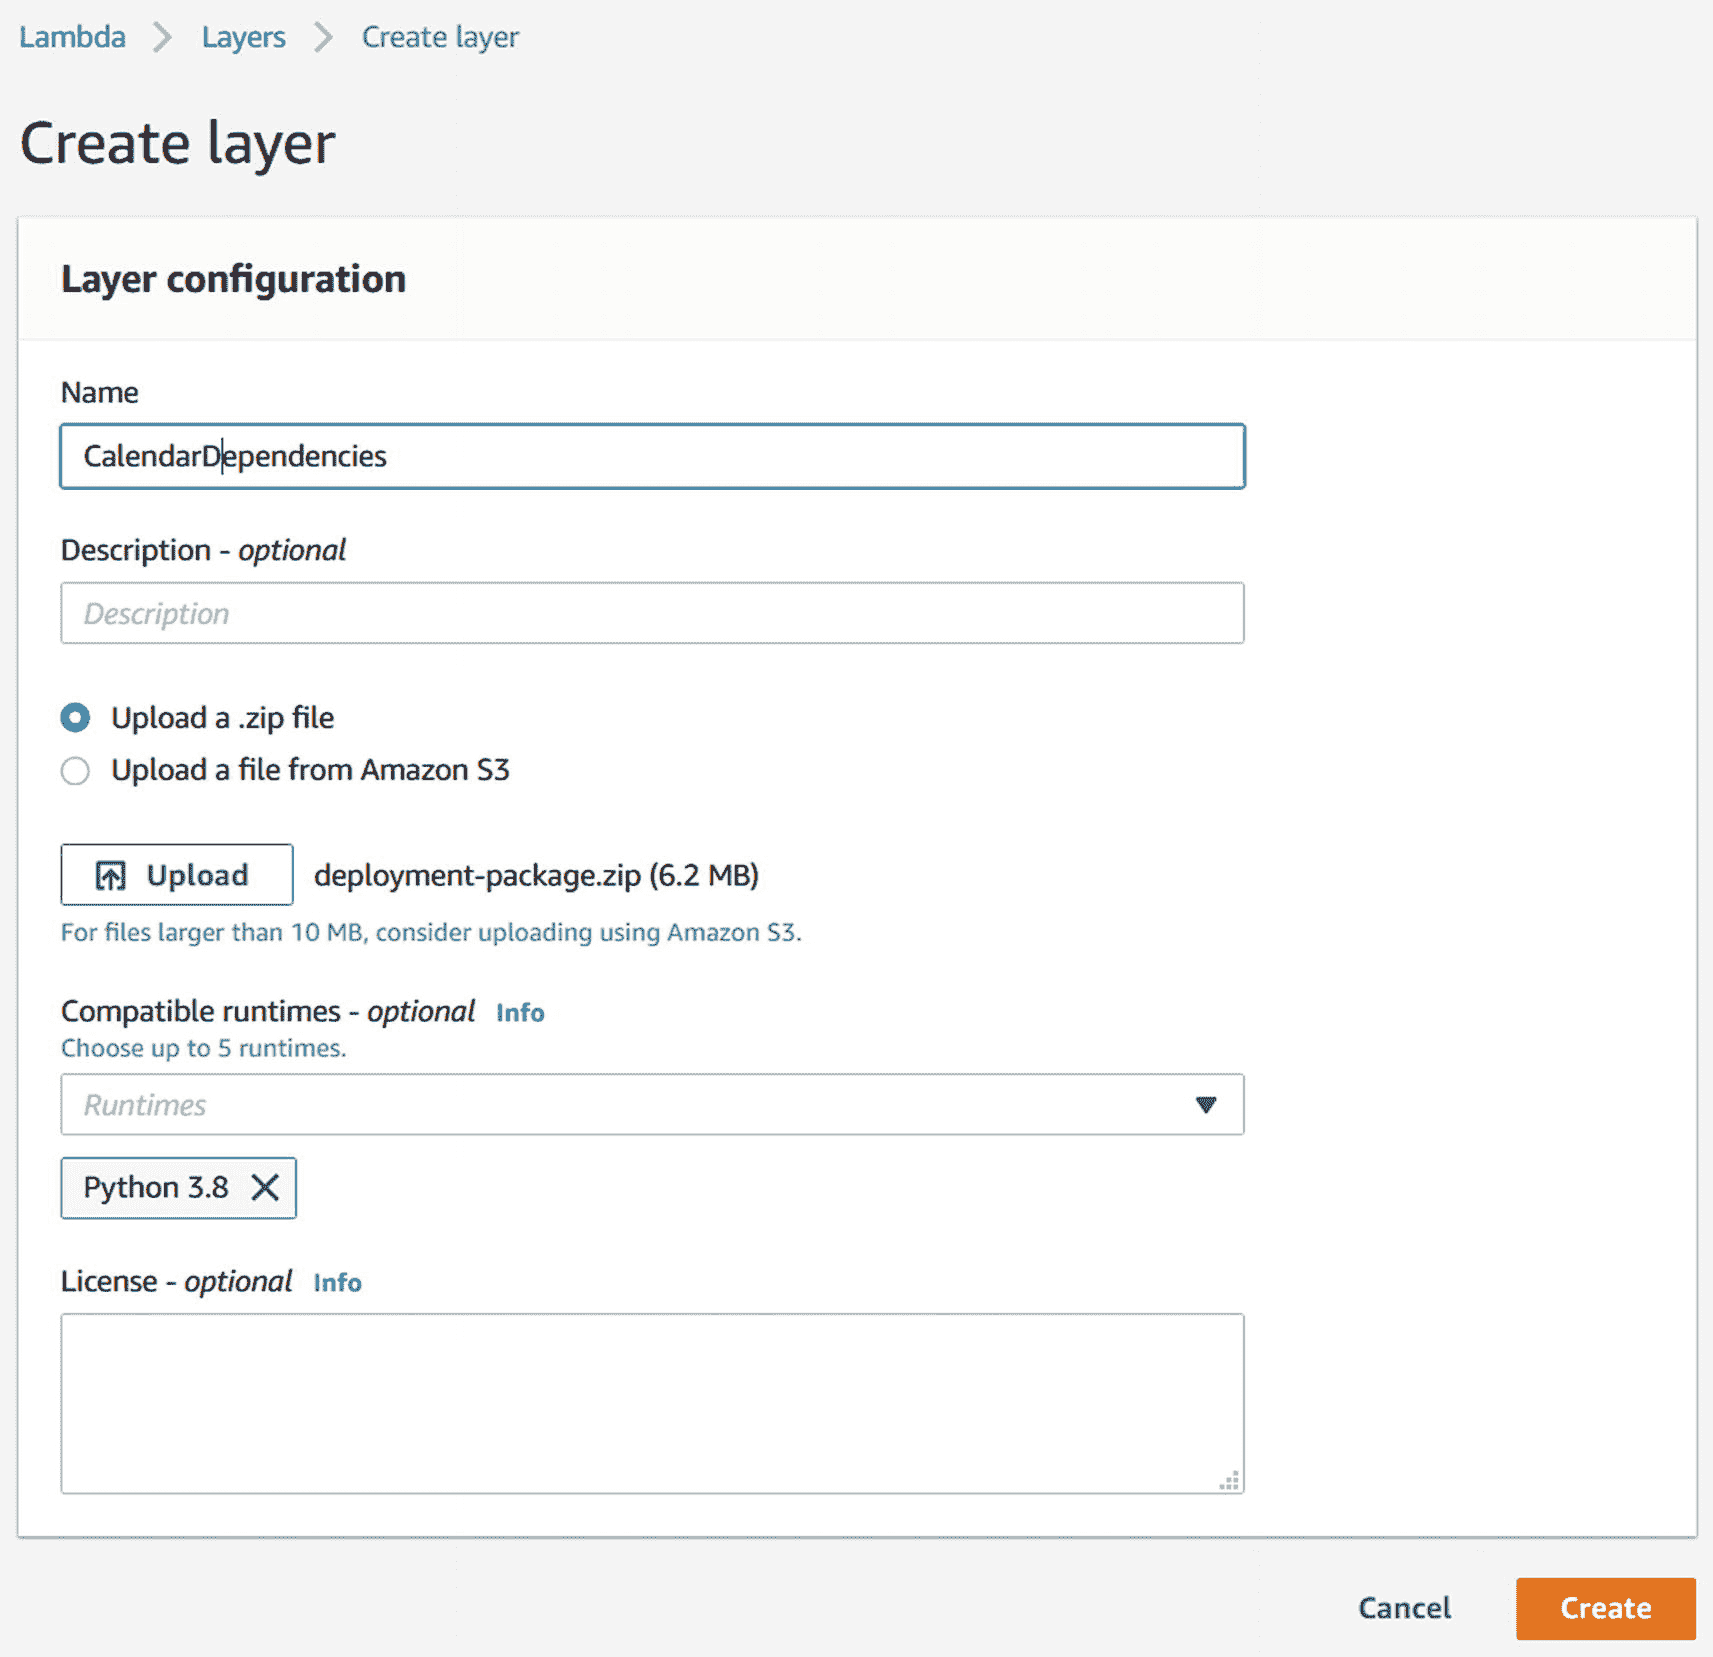 Lambda > Layers > Create layer
Create layer
Layer configuration
Name
CalendarDependencies
Description - optional
Description
Upload a .zip file
Upload a file from Amazon S3
Upload deployment-package.zip (6.2 MB)
For files larger than 10 MB, consider uploading using Amazon S3.
Compatible runtimes - optional Info
Choose up to 5 runtimes.
Runtimes
Python 3.8
License - optional Info
Cancel Create